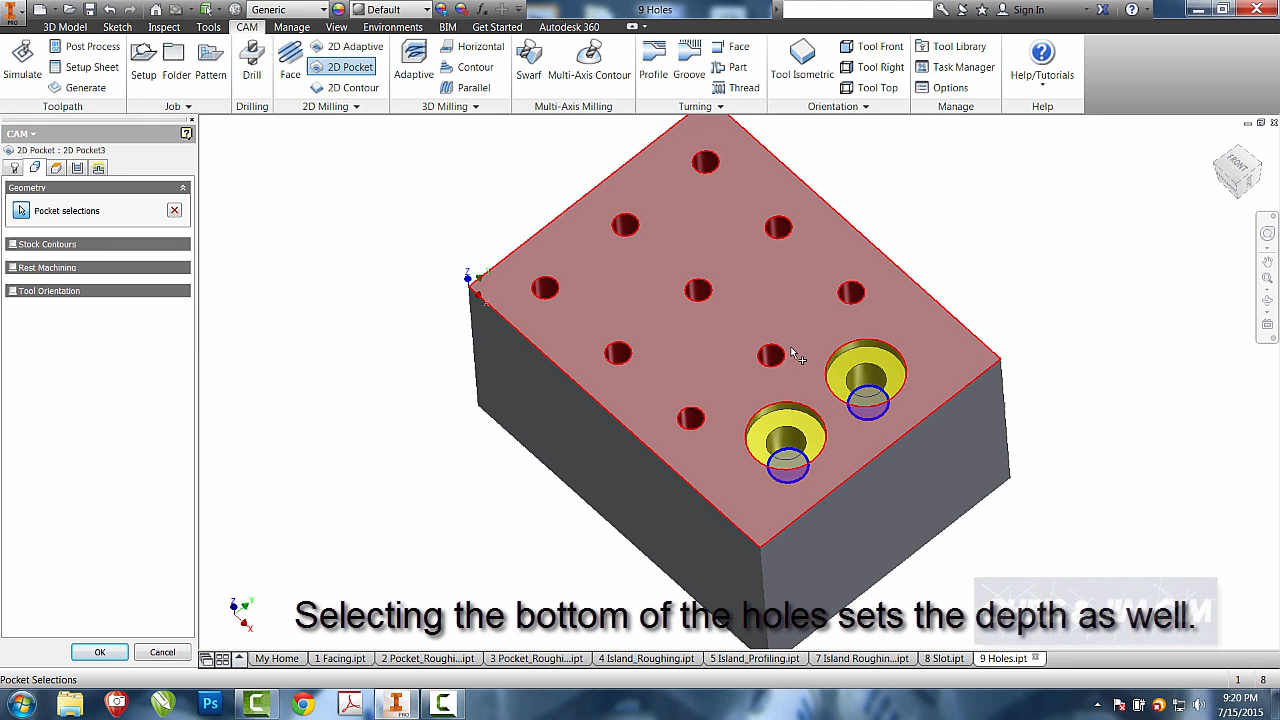 PRO
Generic
Default
9 Holes
Sign In
3D Model Sketch Inspect Tools CAM Manage View Environments BIM Get Started Autodesk 360
Post Process 2D Adaptive Horizontal Face Tool Front Tool Library
Setup Sheet 2D Pocket Contour Part Tool Right Task Manager
Simulate Setup Folder Drill Face Adaptive Swarf Multi-Axis Contour Profile Groove Tool Isometric Help/Tutorials
Generate 2D Contour Parallel Thread Tool Top Options
Toolpath Job Drilling 2D Milling 3D Milling Multi-Axis Milling Turning Orientation Manage Help
CAM
2D Pocket : 2D Pocket3
Geometry
Pocket selections
Stock Contours
Rest Machining
Tool Orientation
FRONT
Z
Z Y
X
Selecting the bottom of the holes sets the depth as well.
OK Cancel
My Home 1 Facing.ipt 2 Pocket_Roughi...ipt 3 Pocket_Roughi...ipt 4 Island_Roughing.ipt 5 Island_Profiling.ipt 7 Island Roughin...ipt 8 Slot.ipt 9 Holes.ipt
Pocket Selections 1 8
Ps PRO 9:20 PM
7/15/2015